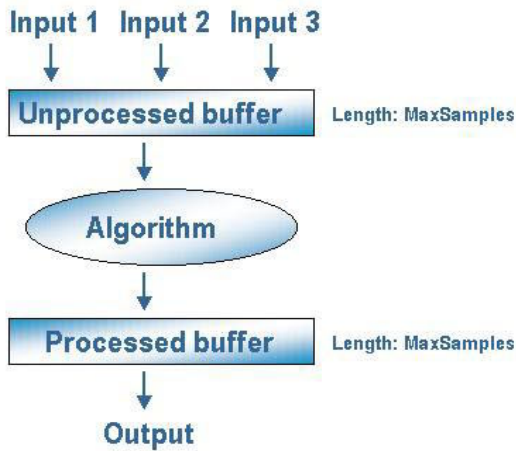 Input 1 Input 2 Input 3
Unprocessed buffer Length: MaxSamples
Algorithm
Processed buffer Length: MaxSamples
Output